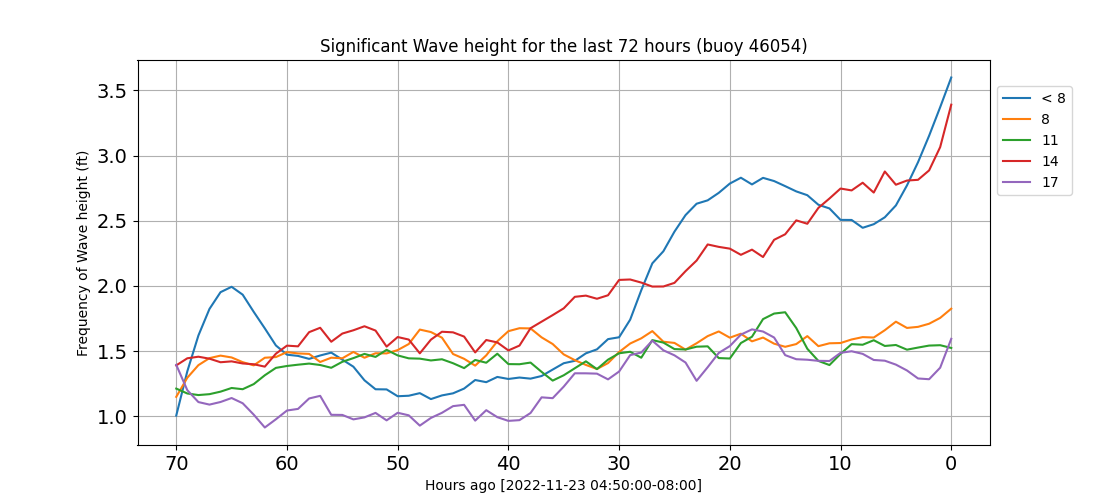 Significant Wave height for the last 72 hours (buoy 46054)
Frequency of Wave height (ft)
3.5
3.0
2.5
2.0
1.5
1.0
70 60 50 40 30 20 10 0
Hours ago [2022-11-23 04:50:00-08:00]
< 8
8
11
14
17